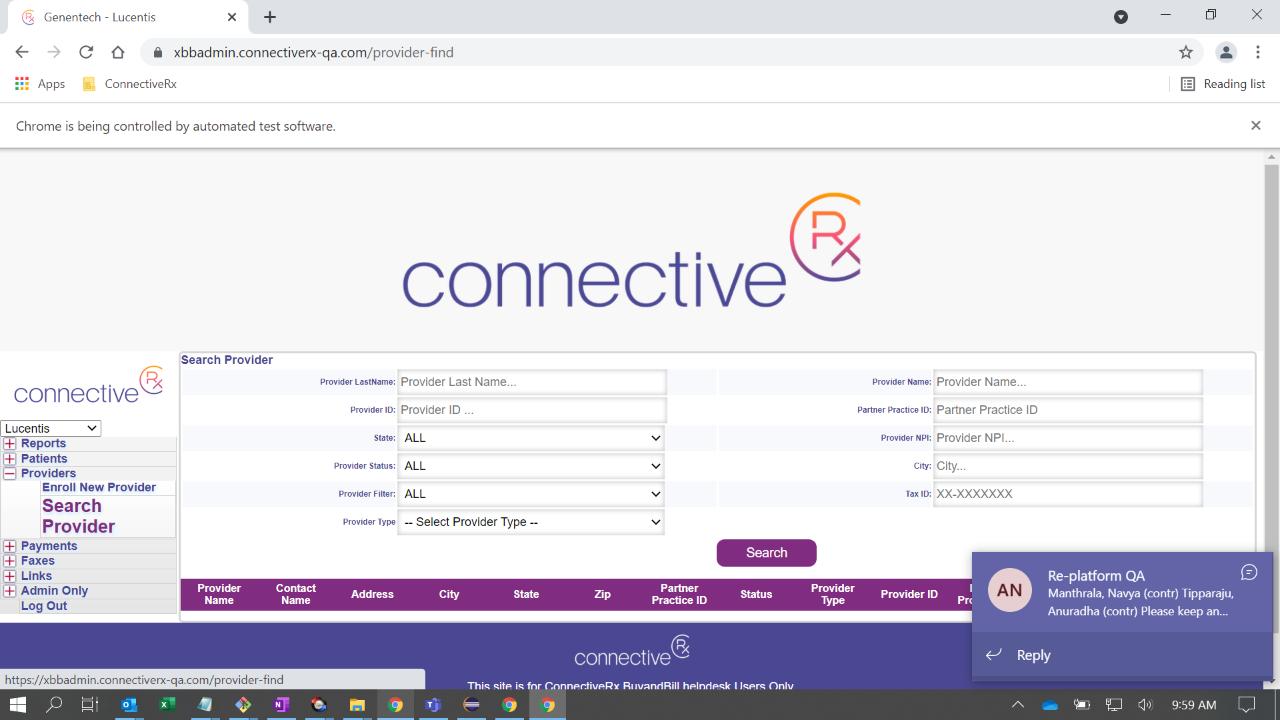 Genentech - Lucentis
xbbadmin.connectiverx-qa.com/provider-find
Apps
ConnectiveRx
Reading list
Chrome is being controlled by automated test software.
connective Rx
connective Rx
Search Provider
Provider LastName: Provider Last Name...
Provider Name: Provider Name...
Provider ID: Provider ID ...
Partner Practice ID: Partner Practice ID
State: ALL
Provider NPI: Provider NPI...
Provider Status: ALL
City: City...
Provider Filter: ALL
Tax ID: XX-XXXXXXX
Provider Type -- Select Provider Type --
Search
Lucentis
Reports
Patients
Providers
Enroll New Provider
Search
Provider
Payments
Faxes
Links
Admin Only
Log Out
Provider Name
Contact Name
Address
City
State
Zip
Partner Practice ID
Status
Provider Type
Provider ID
AN
Re-platform QA
Manthrala, Navya (contr) Tipparaju,
Anuradha (contr) Please keep an...
Reply
connective Rx
This site is for ConnectiveRx BuyandBill helpdesk Users Only
https://xbbadmin.connectiverx-qa.com/provider-find
9:59 AM